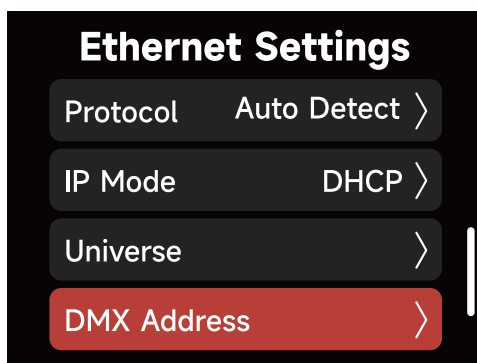 Ethernet Settings
Protocol Auto Detect
IP Mode DHCP
Universe
DMX Address